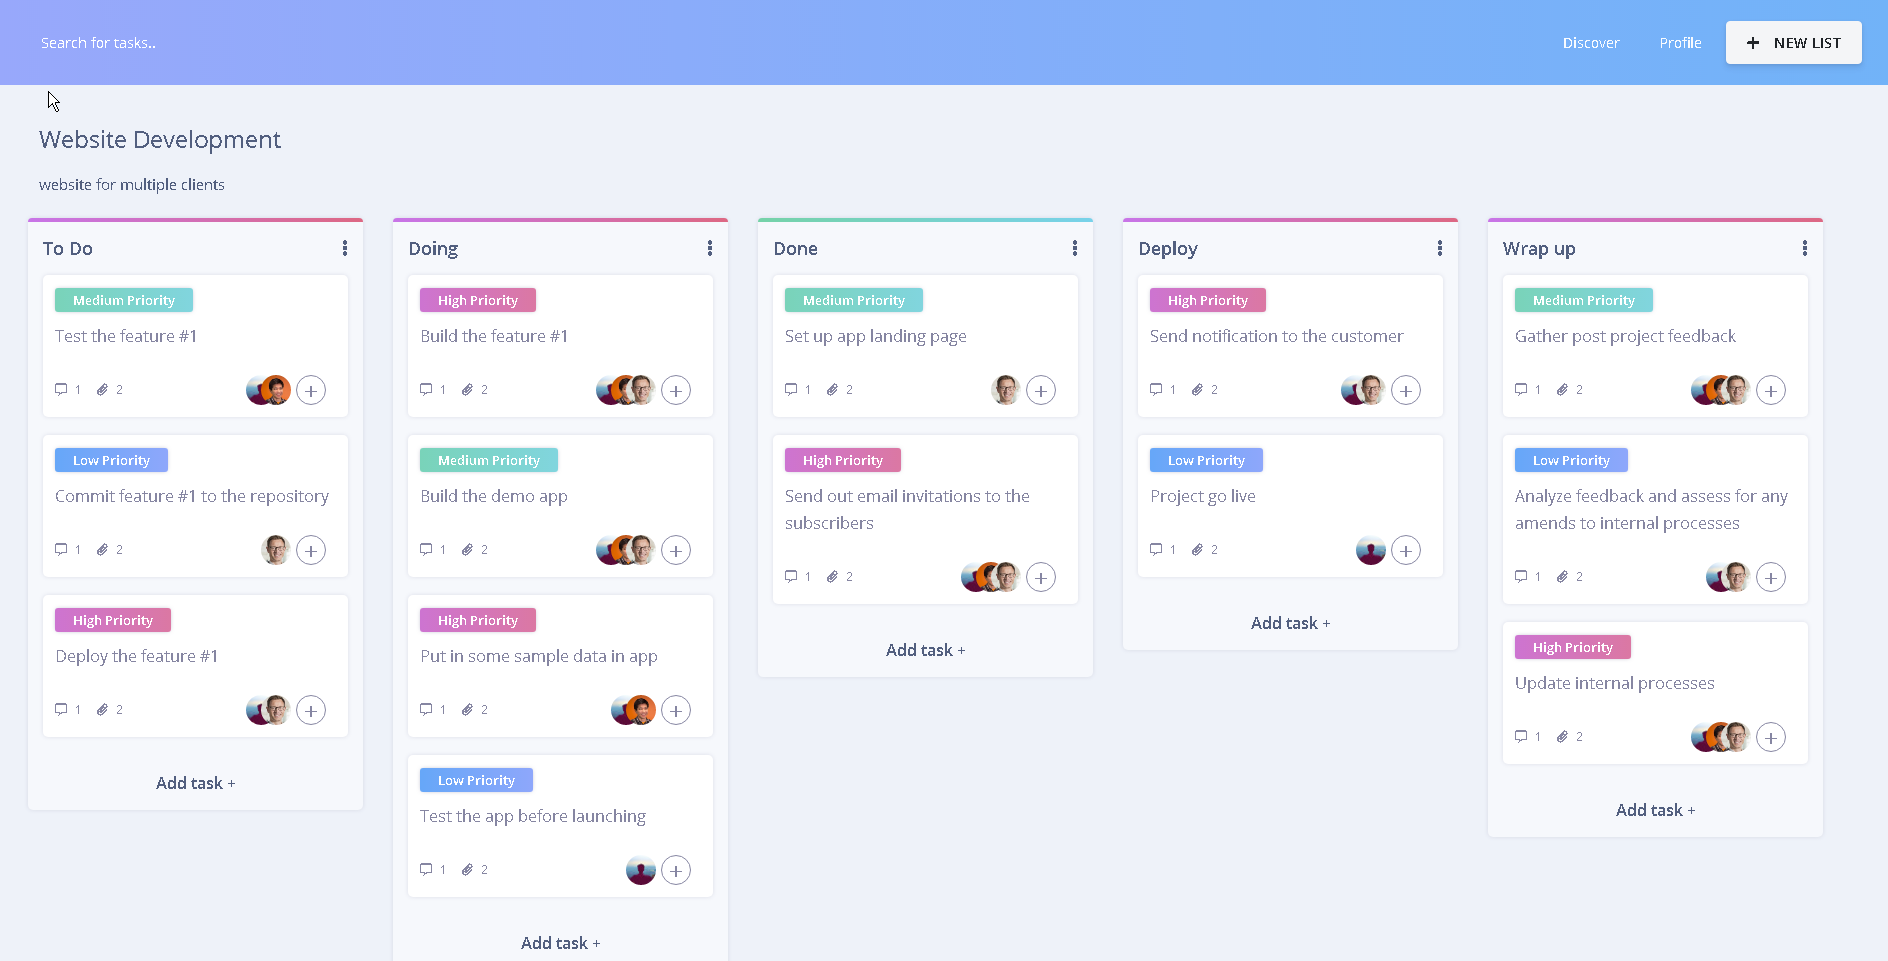 Search for tasks..
Discover
Profile
+ NEW LIST
Website Development
website for multiple clients
To Do
Medium Priority
Test the feature #1
1 2
Low Priority
Commit feature #1 to the repository
1 2
High Priority
Deploy the feature #1
1 2
Add task +
Doing
High Priority
Build the feature #1
1 2
Medium Priority
Build the demo app
1 2
High Priority
Put in some sample data in app
1 2
Low Priority
Test the app before launching
1 2
Add task +
Done
Medium Priority
Set up app landing page
1 2
High Priority
Send out email invitations to the
subscribers
1 2
Add task +
Deploy
High Priority
Send notification to the customer
1 2
Low Priority
Project go live
1 2
Add task +
Wrap up
Medium Priority
Gather post project feedback
1 2
Low Priority
Analyze feedback and assess for any
amends to internal processes
1 2
High Priority
Update internal processes
1 2
Add task +